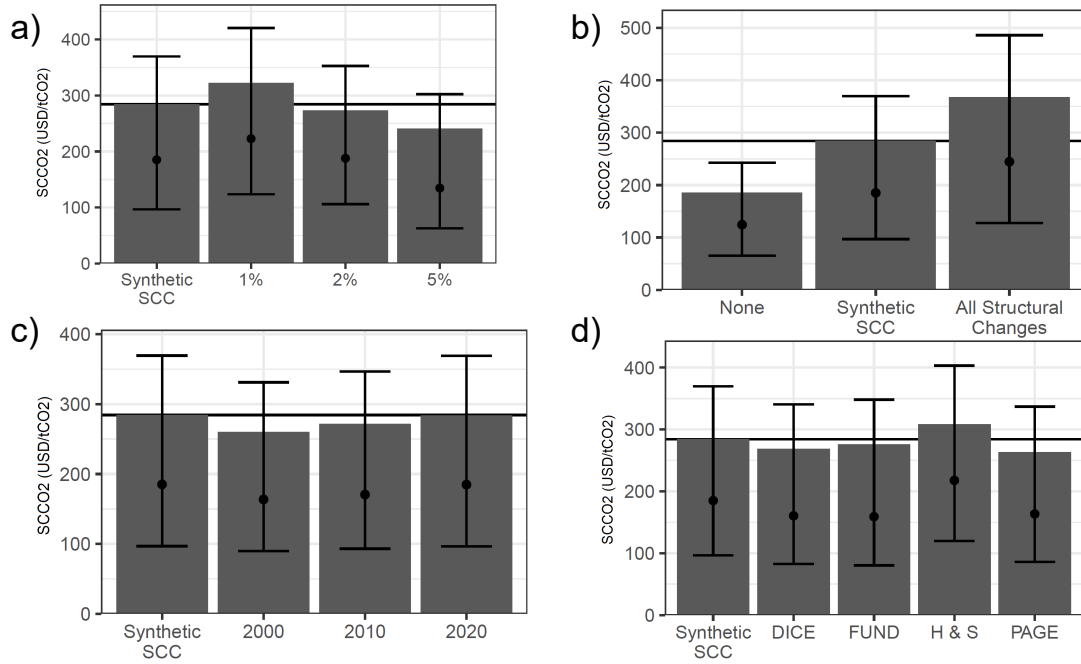 a)
SCCO2 (USD/tCO2)
400
300
200
100
0
Synthetic SCC
1%
2%
5%
b)
SCCO2 (USD/tCO2)
500
400
300
200
100
0
None
Synthetic SCC
All Structural Changes
c)
SCCO2 (USD/tCO2)
400
300
200
100
0
Synthetic SCC
2000
2010
2020
d)
SCCO2 (USD/tCO2)
400
300
200
100
0
Synthetic SCC
DICE
FUND
H & S
PAGE